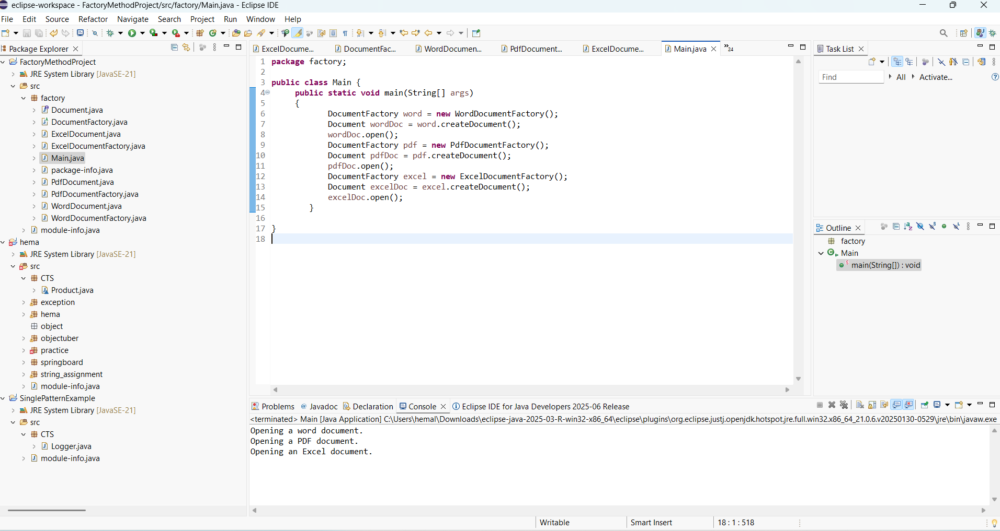 eclipse-workspace - FactoryMethodProject/src/factory/Main.java - Eclipse IDE
File Edit Source Refactor Navigate Search Project Run Window Help
Package Explorer
FactoryMethodProject
JRE System Library [JavaSE-21]
src
factory
Document.java
DocumentFactory.java
ExcelDocument.java
ExcelDocumentFactory.java
Main.java
package-info.java
PdfDocument.java
PdfDocumentFactory.java
WordDocument.java
WordDocumentFactory.java
module-info.java
hema
JRE System Library [JavaSE-21]
src
CTS
Product.java
exception
hema
object
objectuber
practice
springboard
string_assignment
module-info.java
SinglePatternExample
JRE System Library [JavaSE-21]
src
CTS
Logger.java
module-info.java
ExcelDocume... DocumentFac... WordDocumen... PdfDocument... ExcelDocume... Main.java »24
1 package factory;
2
3 public class Main {
4 public static void main(String[] args)
5 {
6 DocumentFactory word = new WordDocumentFactory();
7 Document wordDoc = word.createDocument();
8 wordDoc.open();
9 DocumentFactory pdf = new PdfDocumentFactory();
10 Document pdfDoc = pdf.createDocument();
11 pdfDoc.open();
12 DocumentFactory excel = new ExcelDocumentFactory();
13 Document excelDoc = excel.createDocument();
14 excelDoc.open();
15 }
16
17 }
18
Task List
Find All Activate...
Outline
factory
Main
main(String[]) : void
Problems Javadoc Declaration Console Eclipse IDE for Java Developers 2025-06 Release
<terminated> Main [Java Application] C:\Users\hemal\Downloads\eclipse-java-2025-03-R-win32-x86_64\eclipse\plugins\org.eclipse.justj.openjdk.hotspot.jre.full.win32.x86_64_21.0.6.v20250130-0529\jre\bin\javaw.exe
Opening a word document.
Opening a PDF document.
Opening an Excel document.
Writable Smart Insert 18 : 1 : 518